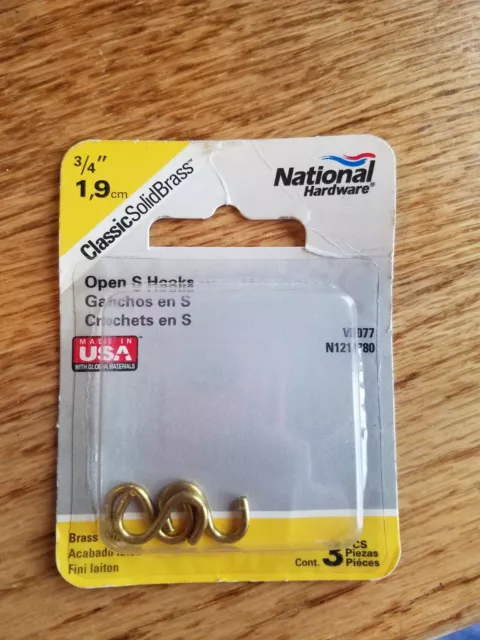 3/4"
1,9cm
ClassicSolidBrass™
National
Hardware®
Open S Hooks
Ganchos en S
Crochets en S
MADE IN
USA
WITH GLOBAL MATERIALS
Brass
Acabado
Fini laiton
Cont. 3
Piezas
Pièces